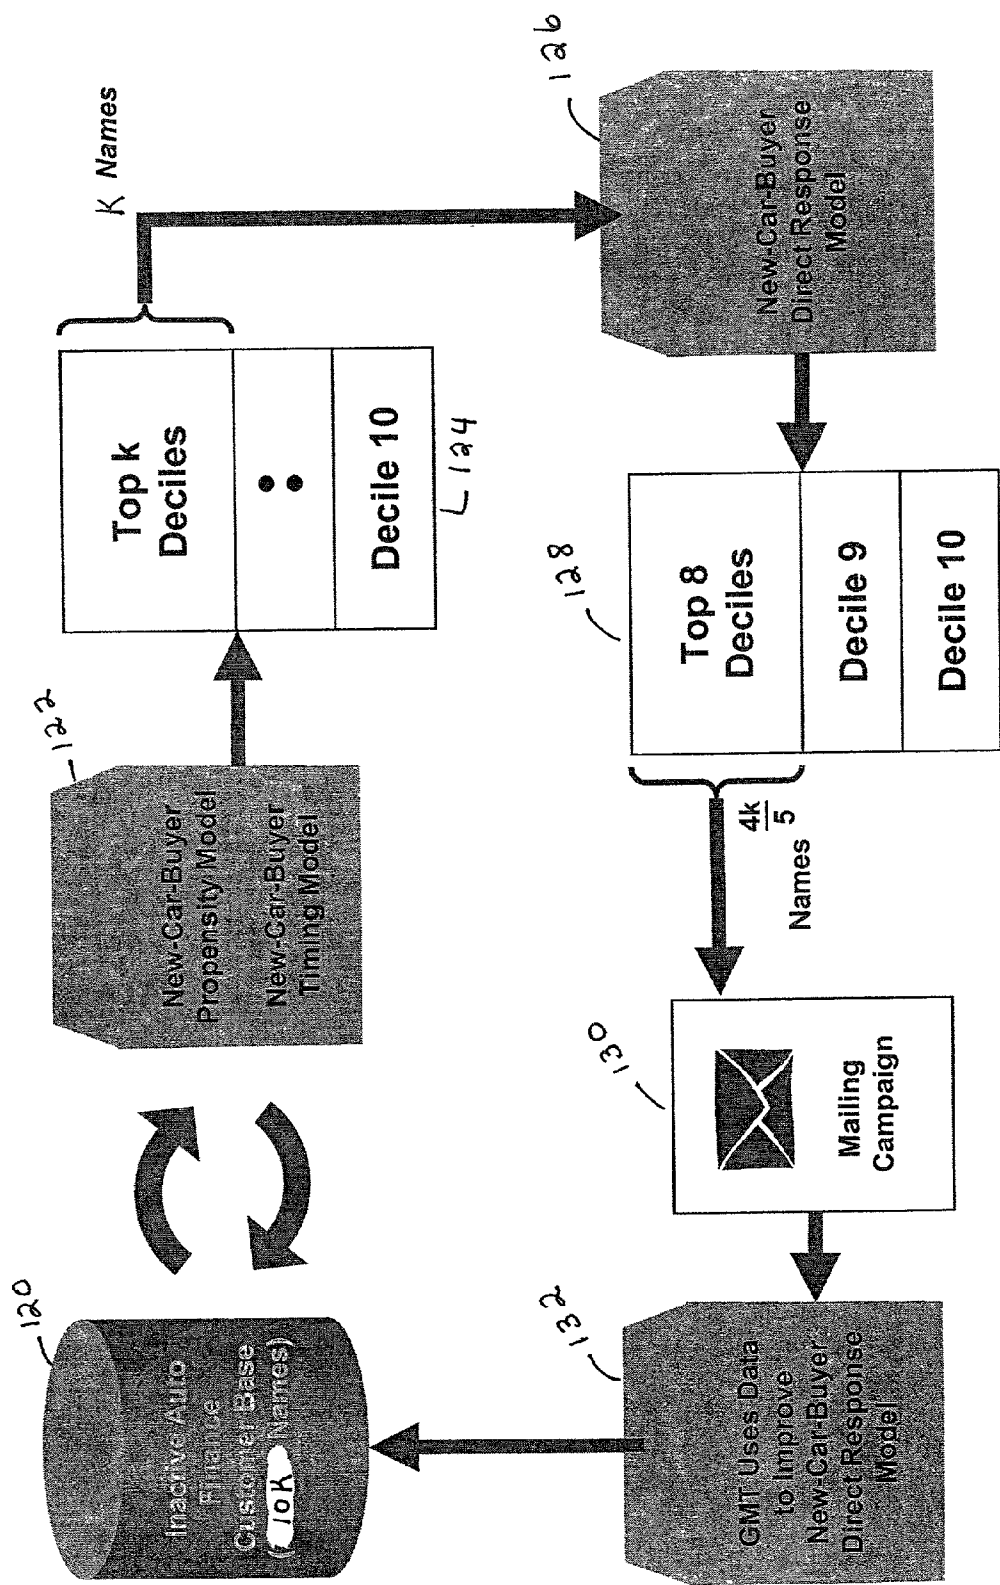 120
Inactive Auto
Finance
Customer Base
(10K Names)
122
New-Car-Buyer
Propensity Model
New-Car-Buyer
Timing Model
Top k
Deciles
Decile 10
124
K Names
126
New-Car-Buyer
Direct Response
Model
128
Top 8
Deciles
Decile 9
Decile 10
4k
5
Names
130
Mailing
Campaign
132
GMT Uses Data
to Improve
New-Car-Buyer
Direct Response
Model